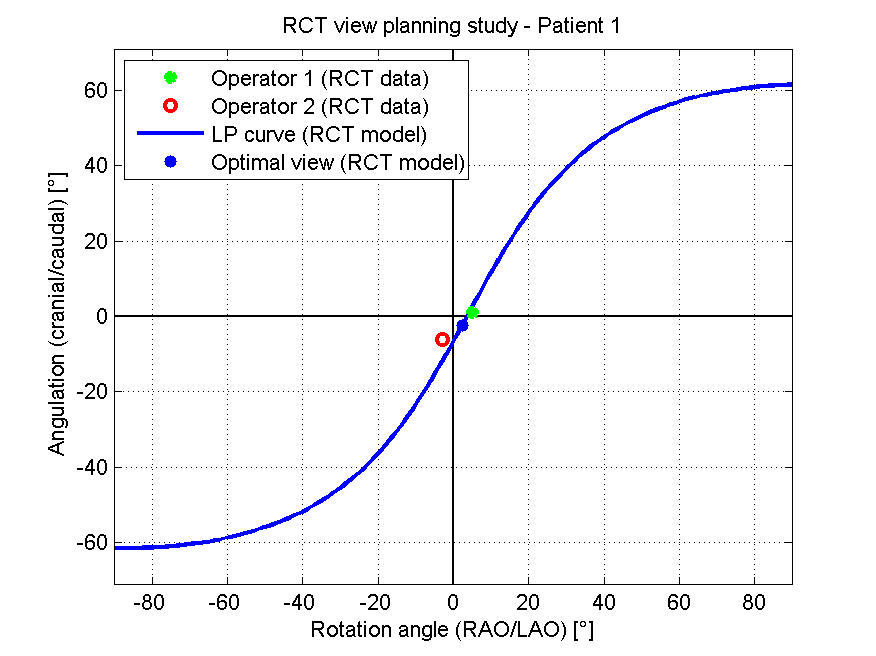 RCT view planning study - Patient 1
Operator 1 (RCT data)
Operator 2 (RCT data)
LP curve (RCT model)
Optimal view (RCT model)
Angulation (cranial/caudal) [°]
60
40
20
0
-20
-40
-60
-80 -60 -40 -20 0 20 40 60 80
Rotation angle (RAO/LAO) [°]